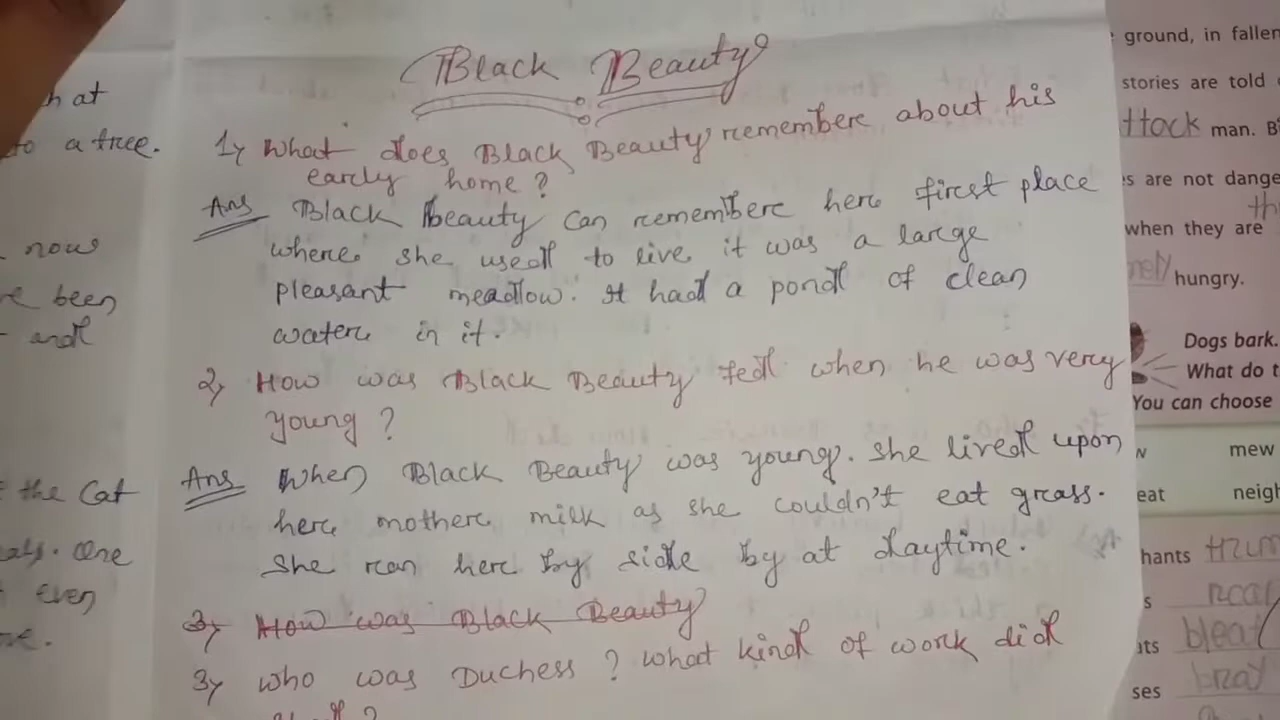 Black Beauty
1) What does Black Beauty remember about his
early home?
Ans Black beauty can remember her first place
where she used to live it was a large
pleasant meadow. It had a pond of clean
water in it.
2) How was Black Beauty fed when he was very
young?
Ans When Black Beauty was young. She lived upon
her mother milk as she couldn't eat grass.
She ran her by side by at daytime.
3) How was Black Beauty
3) Who was Duchess? What kind of work did
at
to a tree.
now
been
and
the Cat
One
Even
ground, in fallen
stories are told
ttack man.
are not dange
when they are
hungry.
Dogs bark.
What do t
You can choose
mew
eat neigh
hants
bleat
bray
ses